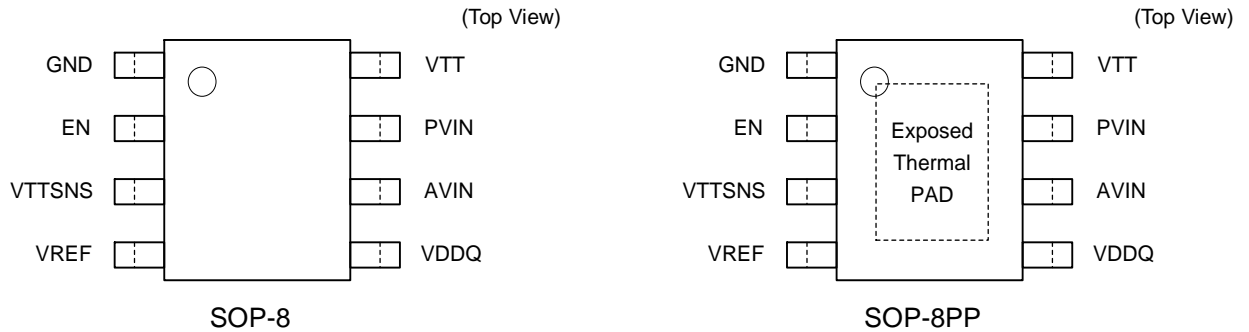 (Top View)
GND
VTT
EN
PVIN
VTTSNS
AVIN
VREF
VDDQ
SOP-8
(Top View)
GND
VTT
EN
PVIN
VTTSNS
AVIN
VREF
VDDQ
Exposed
Thermal
PAD
SOP-8PP